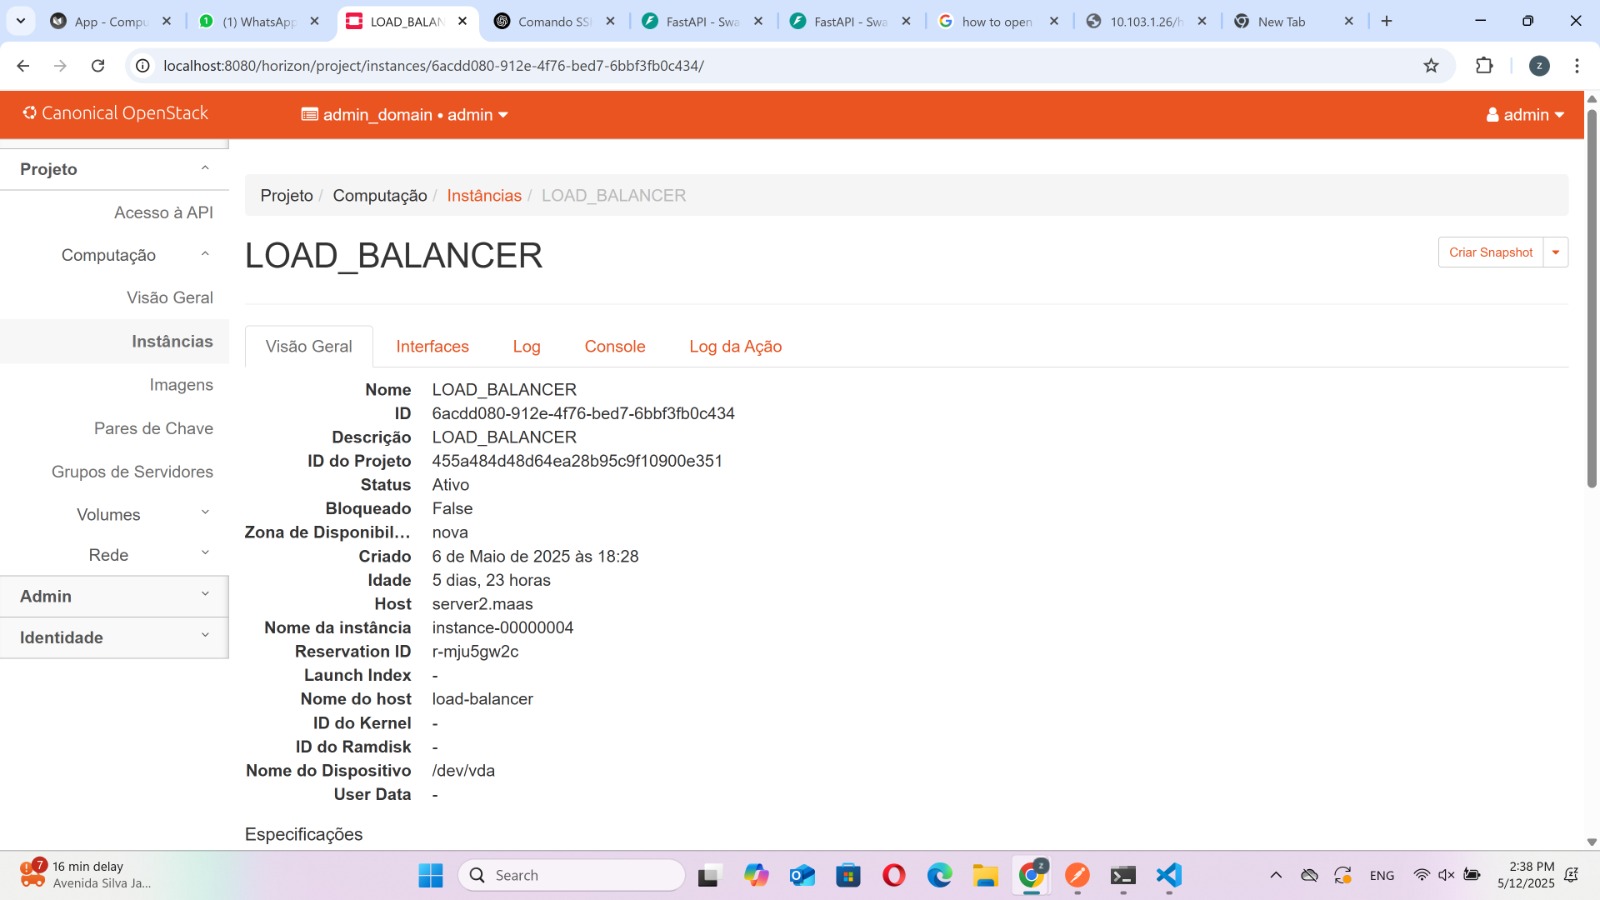 App - Compu
(1) WhatsApp
LOAD_BALAN
Comando SS
FastAPI - Swa
FastAPI - Swa
how to open
10.103.1.26/h
New Tab
localhost:8080/horizon/project/instances/6acdd080-912e-4f76-bed7-6bbf3fb0c434/
z
Canonical OpenStack
admin_domain • admin
admin
Projeto
Acesso à API
Computação
Visão Geral
Instâncias
Imagens
Pares de Chave
Grupos de Servidores
Volumes
Rede
Admin
Identidade
Projeto / Computação / Instâncias / LOAD_BALANCER
LOAD_BALANCER
Criar Snapshot
Visão Geral Interfaces Log Console Log da Ação
Nome LOAD_BALANCER
ID 6acdd080-912e-4f76-bed7-6bbf3fb0c434
Descrição LOAD_BALANCER
ID do Projeto 455a484d48d64ea28b95c9f10900e351
Status Ativo
Bloqueado False
Zona de Disponibil... nova
Criado 6 de Maio de 2025 às 18:28
Idade 5 dias, 23 horas
Host server2.maas
Nome da instância instance-00000004
Reservation ID r-mju5gw2c
Launch Index -
Nome do host load-balancer
ID do Kernel -
ID do Ramdisk -
Nome do Dispositivo /dev/vda
User Data -
Especificações
7
16 min delay
Avenida Silva Ja...
Search
z
ENG
2:38 PM
5/12/2025